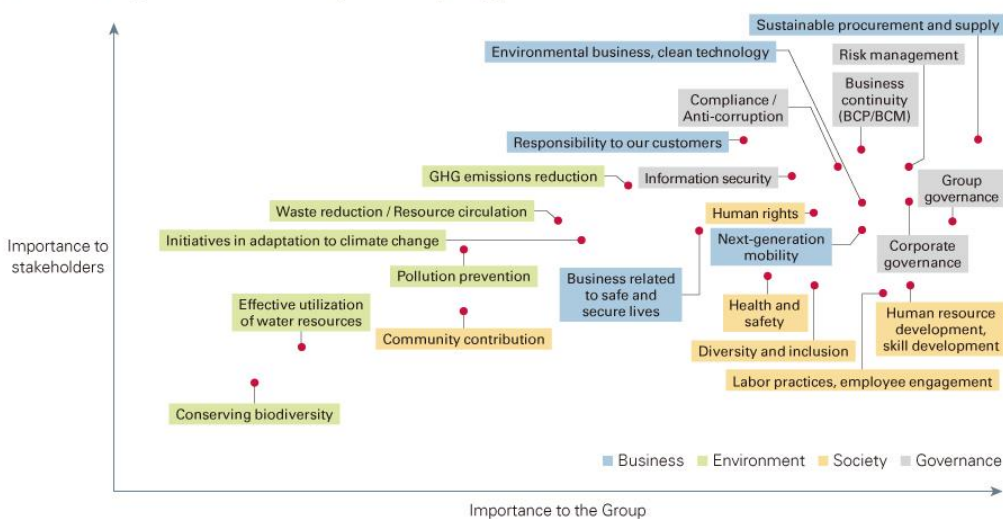 Sustainable procurement and supply
Environmental business, clean technology
Risk management
Business
continuity
(BCP/BCM)
Compliance /
Anti-corruption
Responsibility to our customers
GHG emissions reduction
Information security
Group
governance
Waste reduction / Resource circulation
Human rights
Initiatives in adaptation to climate change
Next-generation
mobility
Corporate
governance
Importance to
stakeholders
Pollution prevention
Business related
to safe and
secure lives
Effective utilization
of water resources
Health and
safety
Human resource
development,
skill development
Community contribution
Diversity and inclusion
Labor practices, employee engagement
Conserving biodiversity
Business
Environment
Society
Governance
Importance to the Group